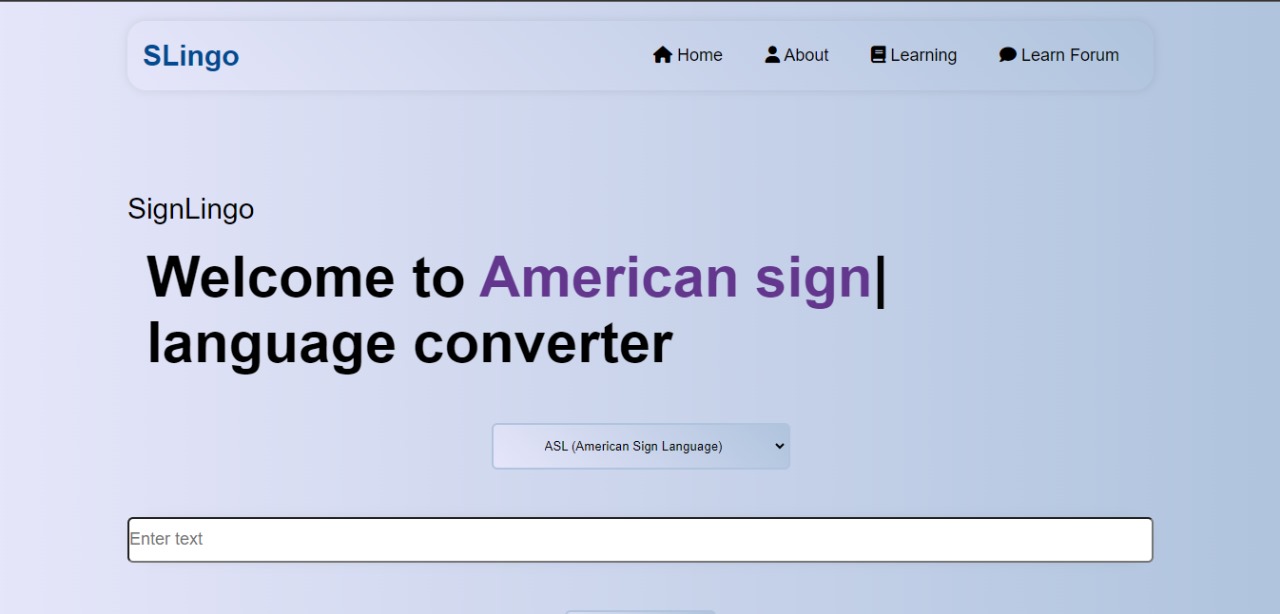 SLingo
Home About Learning Learn Forum
SignLingo
Welcome to American sign|
language converter
ASL (American Sign Language)
Enter text